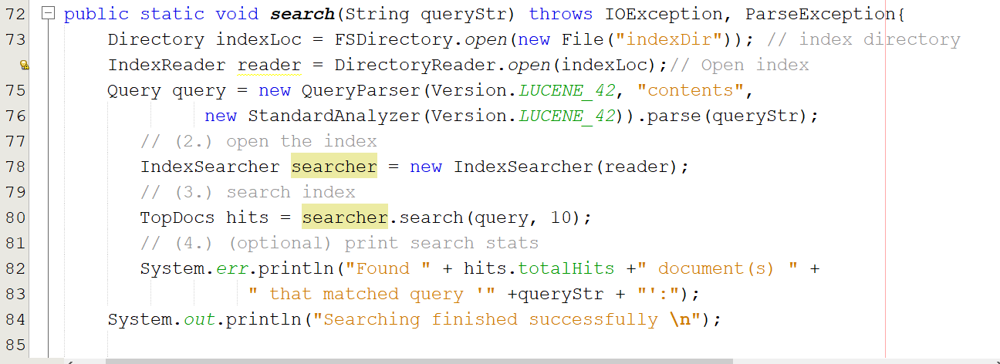 72 public static void search(String queryStr) throws IOException, ParseException{
73 Directory indexLoc = FSDirectory.open(new File("indexDir")); // index directory
IndexReader reader = DirectoryReader.open(indexLoc);// Open index
75 Query query = new QueryParser(Version.LUCENE_42, "contents",
76 new StandardAnalyzer(Version.LUCENE_42)).parse(queryStr);
77 // (2.) open the index
78 IndexSearcher searcher = new IndexSearcher(reader);
79 // (3.) search index
80 TopDocs hits = searcher.search(query, 10);
81 // (4.) (optional) print search stats
82 System.err.println("Found " + hits.totalHits +" document(s) " +
83 " that matched query '" +queryStr + "':");
84 System.out.println("Searching finished successfully \n");
85